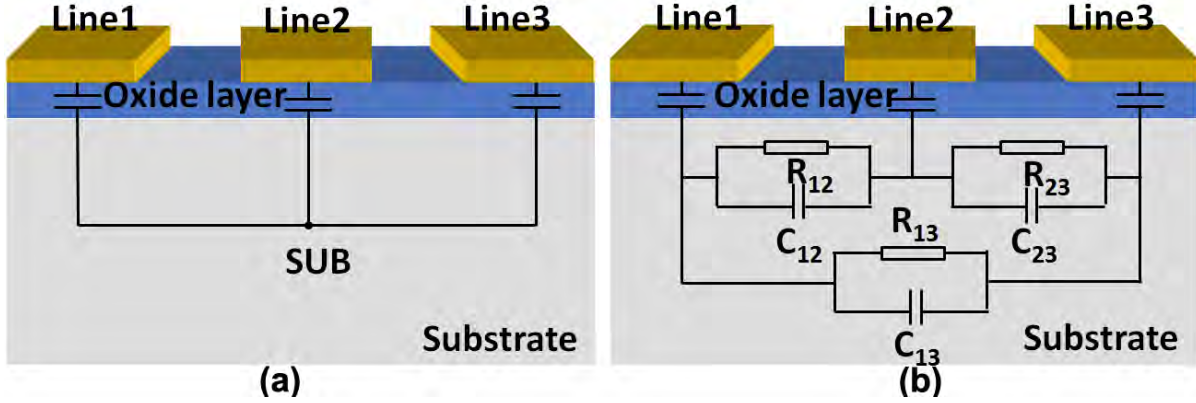 Line1 Line2 Line3
Oxide layer
SUB
Substrate
(a)
Line1 Line2 Line3
Oxide layer
R12 R23
C12 R13 C23
C13
Substrate
(b)